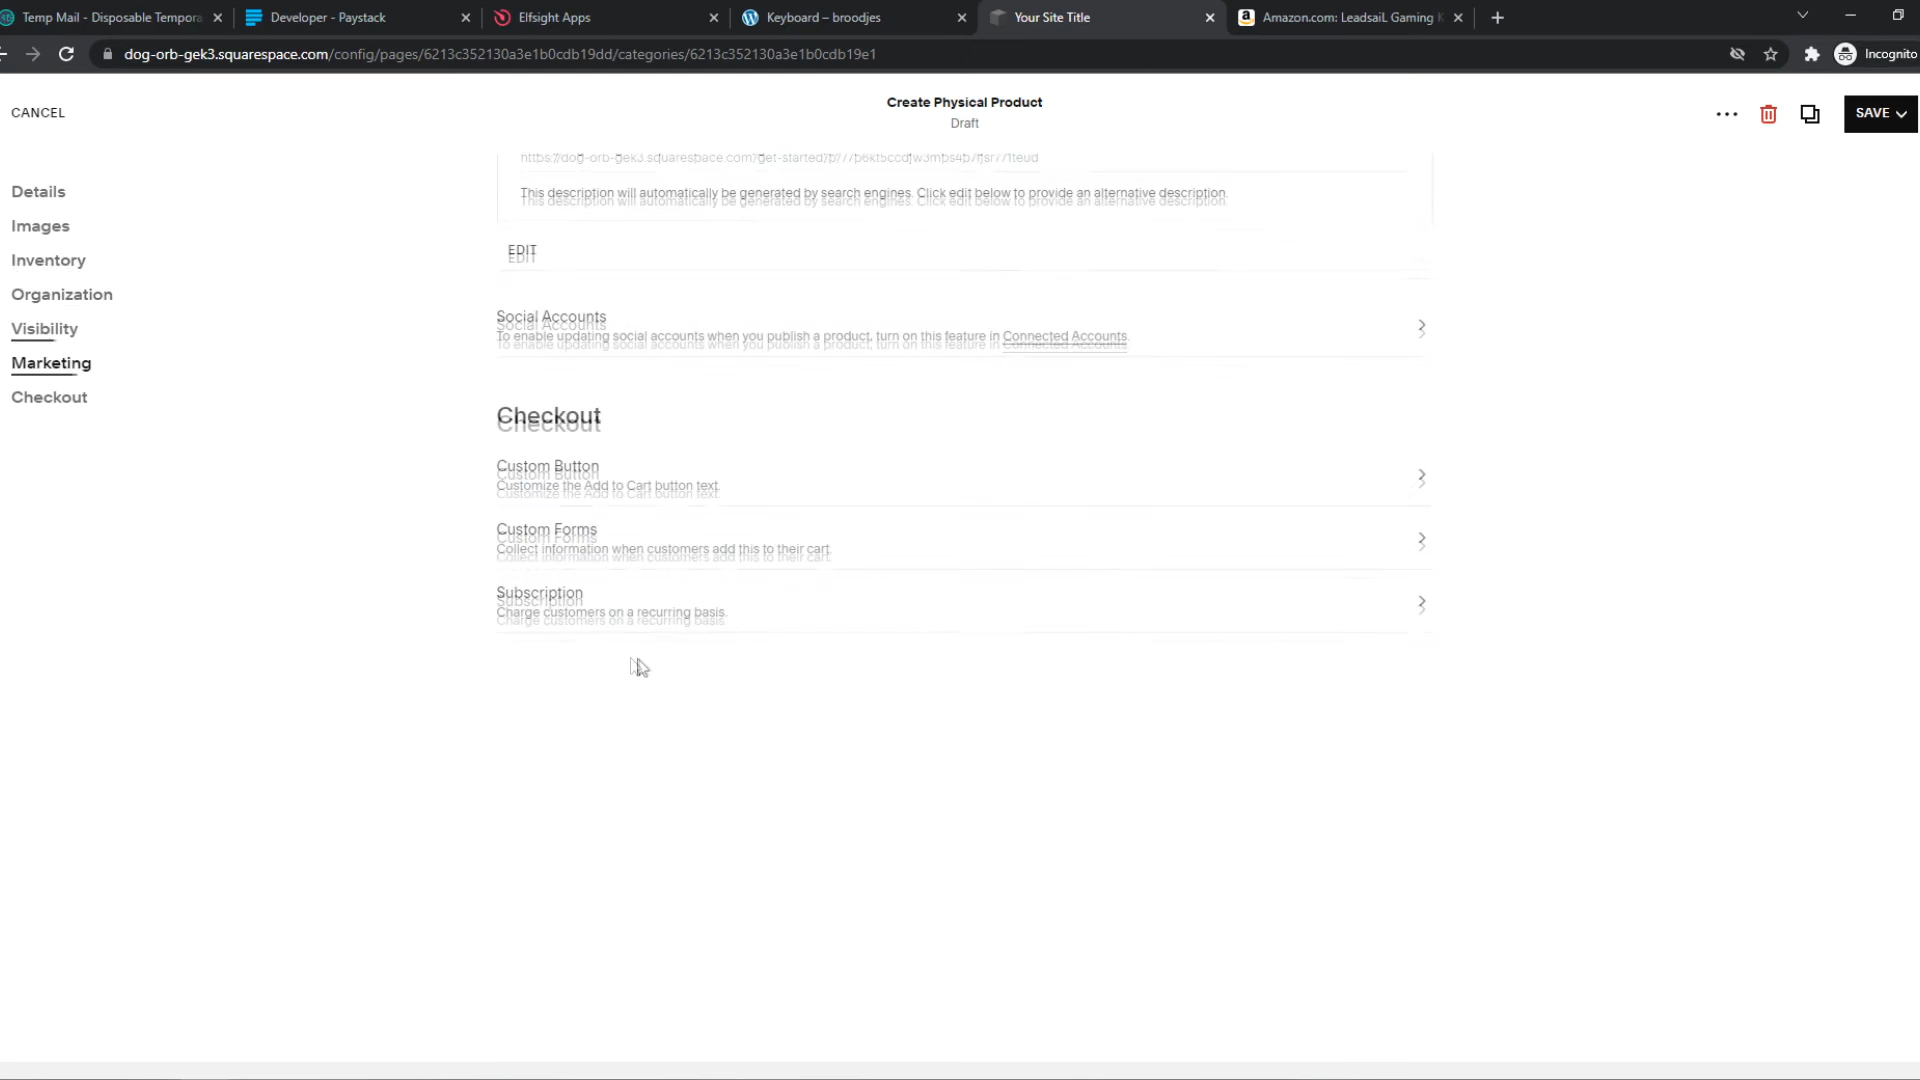 Temp Mail - Disposable Tempora
Developer - Paystack
Elfsight Apps
Keyboard – broodjes
Your Site Title
Amazon.com: LeadsaiL Gaming K
dog-orb-gek3.squarespace.com/config/pages/6213c352130a3e1b0cdb19dd/categories/6213c352130a3e1b0cdb19e1
Incognito
CANCEL
Create Physical Product
Draft
SAVE
Details
Images
Inventory
Organization
Visibility
Marketing
Checkout
This description will automatically be generated by search engines. Click edit below to provide an alternative description.
EDIT
Social Accounts
To enable updating social accounts when you publish a product, turn on this feature in Connected Accounts.
Checkout
Custom Button
Customize the Add to Cart button text.
Custom Forms
Collect information when customers add this to their cart.
Subscription
Charge customers on a recurring basis.